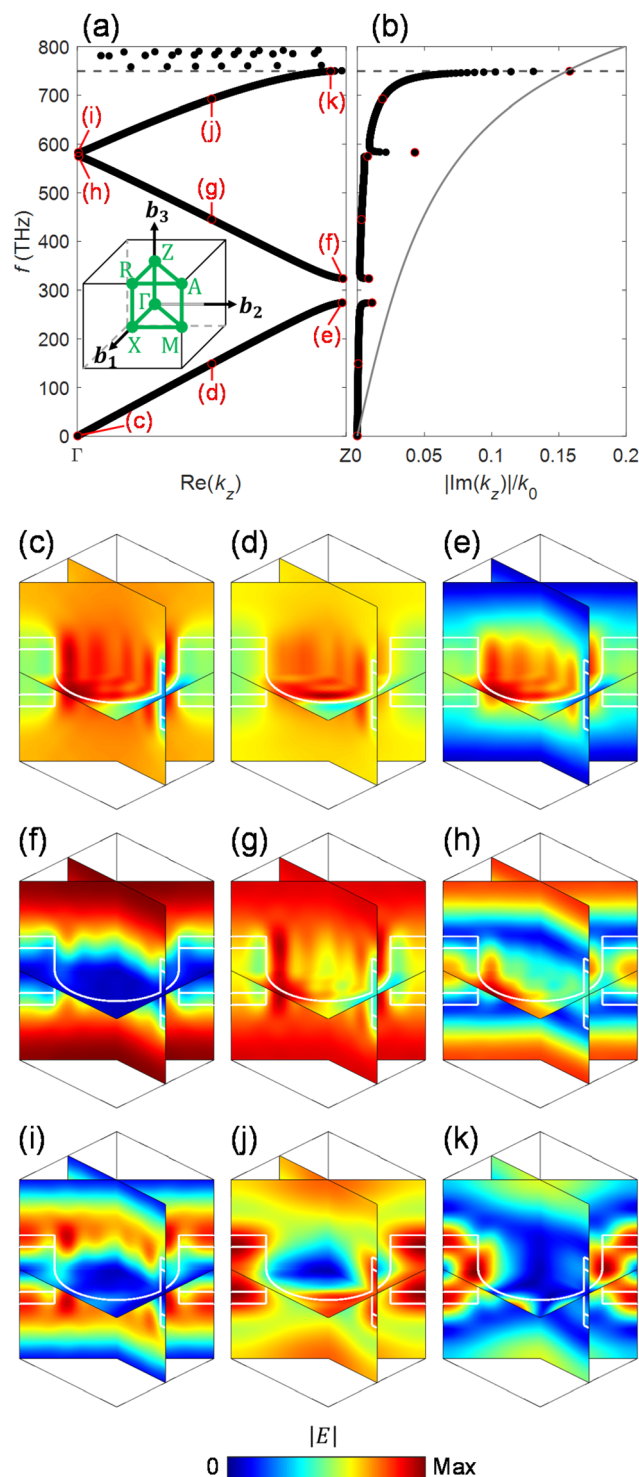 (a) (b)
800
700
600
500
400
300
200
100
0
f (THz)
(i)
(h)
(j)
(k)
(g)
(f)
(e)
(d)
(c)
b3
Z
R
A
Γ
b2
X
M
b1
Γ Z0 0.05 0.1 0.15 0.2
Re(kz) |Im(kz)|/k0
(c) (d) (e)
(f) (g) (h)
(i) (j) (k)
|E|
0 Max